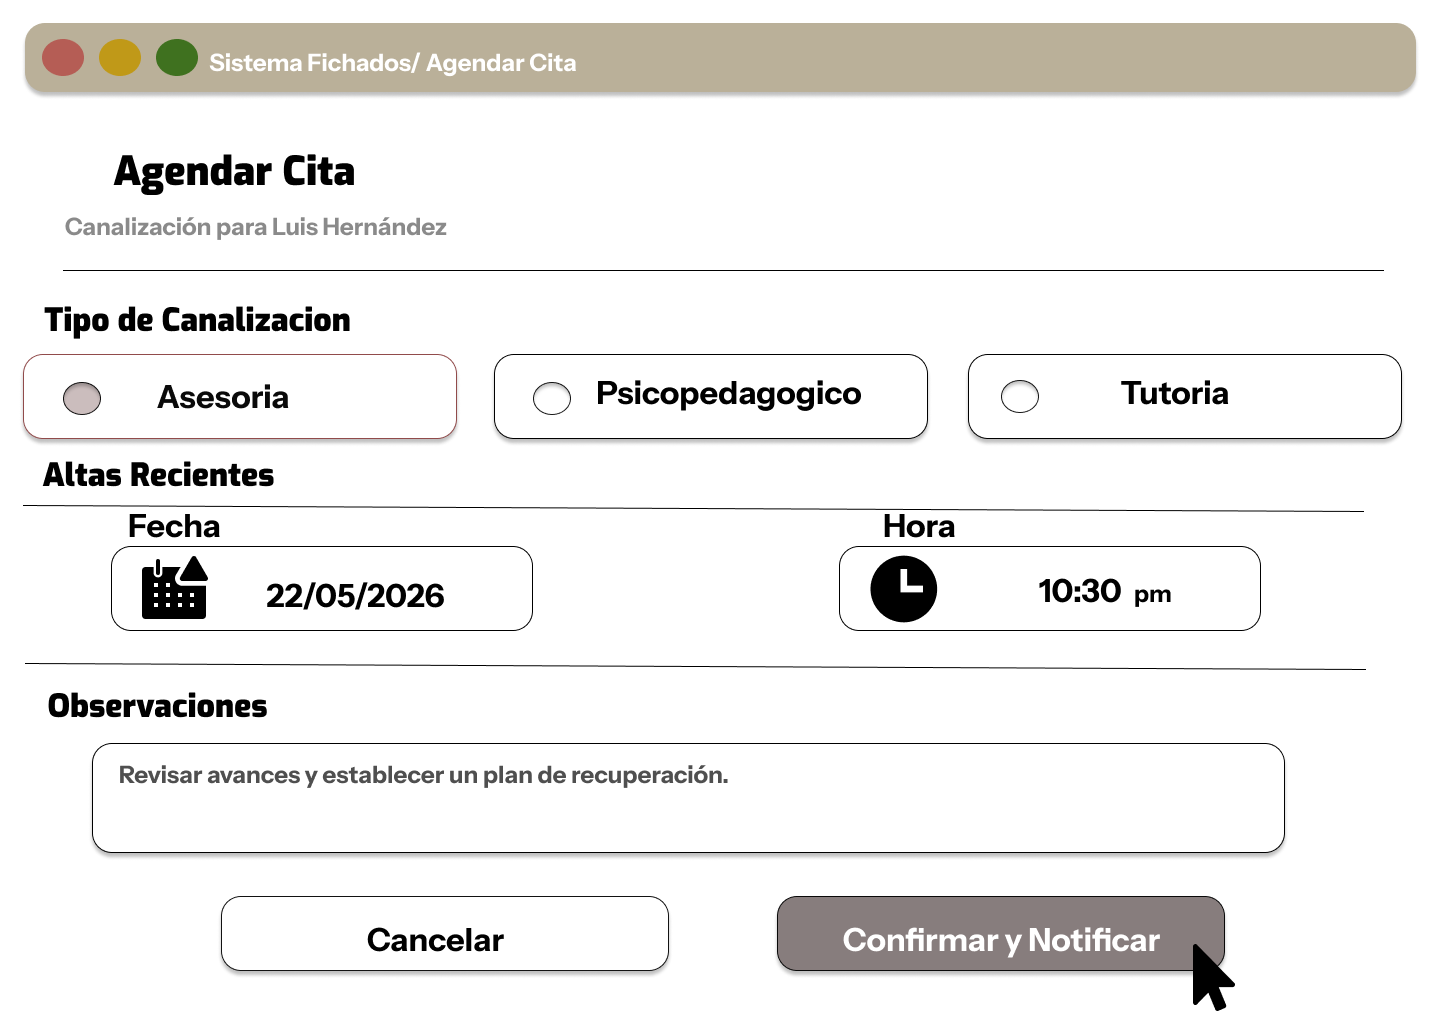 Sistema Fichados/ Agendar Cita
Agendar Cita
Canalización para Luis Hernández
Tipo de Canalizacion
Asesoria
Psicopedagogico
Tutoria
Altas Recientes
Fecha
Hora
22/05/2026
10:30 pm
Observaciones
Revisar avances y establecer un plan de recuperación.
Cancelar
Confirmar y Notificar